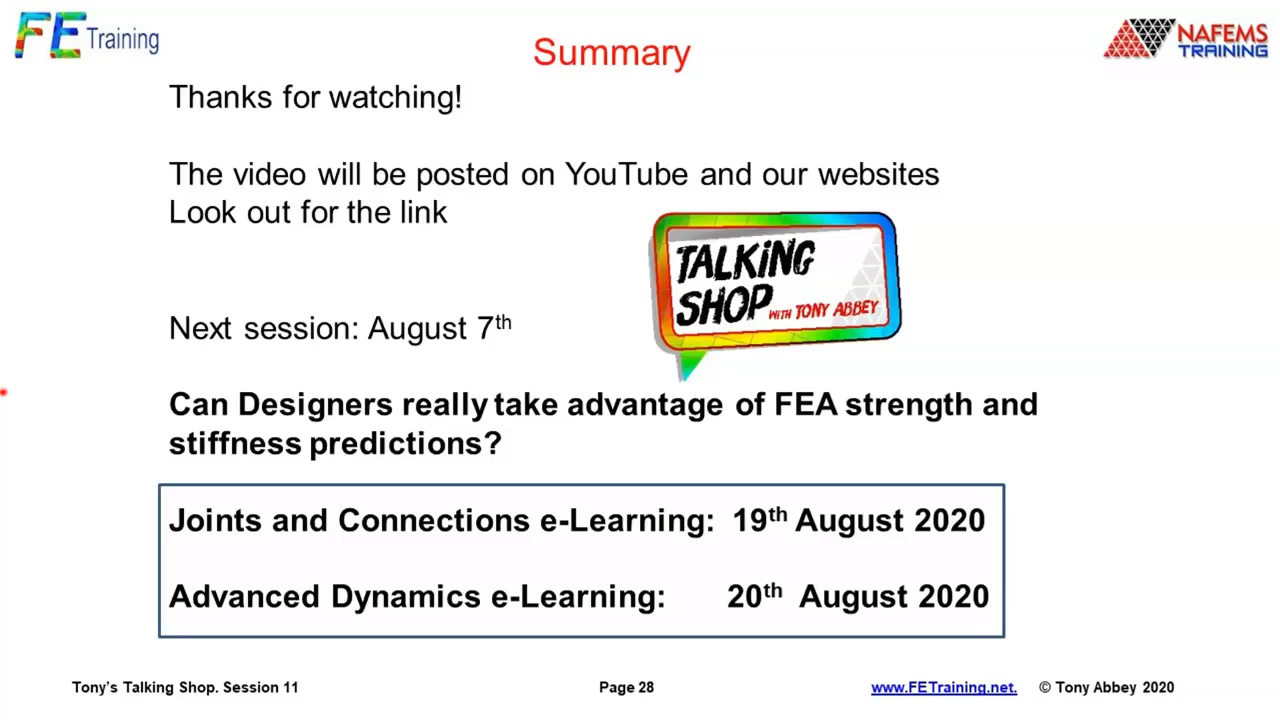 FE Training
Summary
NAFEMS
TRAINING
Thanks for watching!
The video will be posted on YouTube and our websites
Look out for the link
TALKiNG
SHOP WITH TONY ABBEY
Next session: August 7th
Can Designers really take advantage of FEA strength and
stiffness predictions?
Joints and Connections e-Learning: 19th August 2020
Advanced Dynamics e-Learning: 20th August 2020
Tony's Talking Shop. Session 11
Page 28
www.FETraining.net. © Tony Abbey 2020